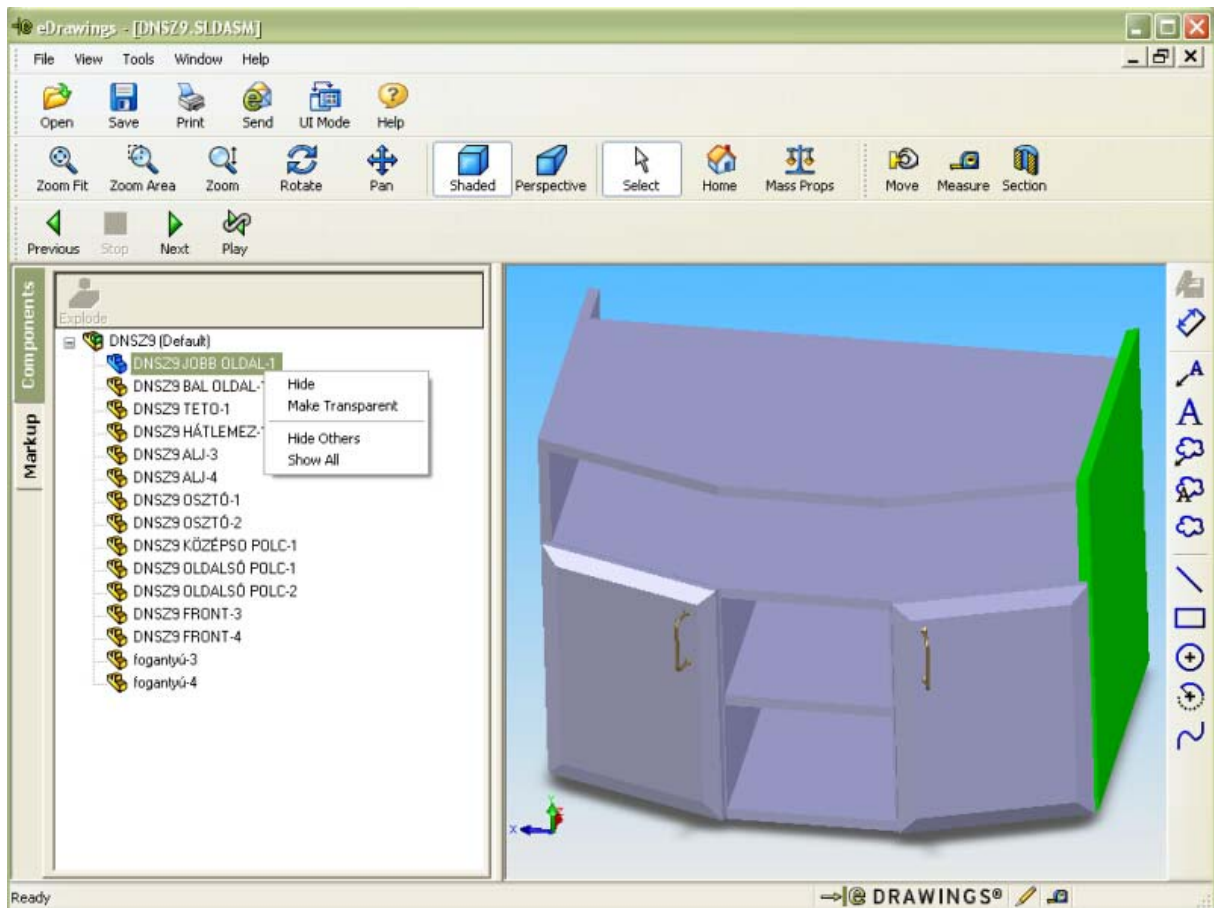 eDrawings - [DNSZ9.SLDASM]
File View Tools Window Help
Open Save Print Send UI Mode Help
Zoom Fit Zoom Area Zoom Rotate Pan Shaded Perspective Select Home Mass Props Move Measure Section
Previous Stop Next Play
Components
Markup
Explode
DNSZ9 (Default)
DNSZ9 JOBB OLDAL-1
DNSZ9 BAL OLDAL-1
DNSZ9 TETO-1
DNSZ9 HÁTLEMEZ-1
DNSZ9 ALJ-3
DNSZ9 ALJ-4
DNSZ9 OSZTÓ-1
DNSZ9 OSZTÓ-2
DNSZ9 KÖZÉPSO POLC-1
DNSZ9 OLDALSÓ POLC-1
DNSZ9 OLDALSÓ POLC-2
DNSZ9 FRONT-3
DNSZ9 FRONT-4
fogantyú-3
fogantyú-4
Hide
Make Transparent
Hide Others
Show All
A
A
A
Y
X
Ready
DRAWINGS®